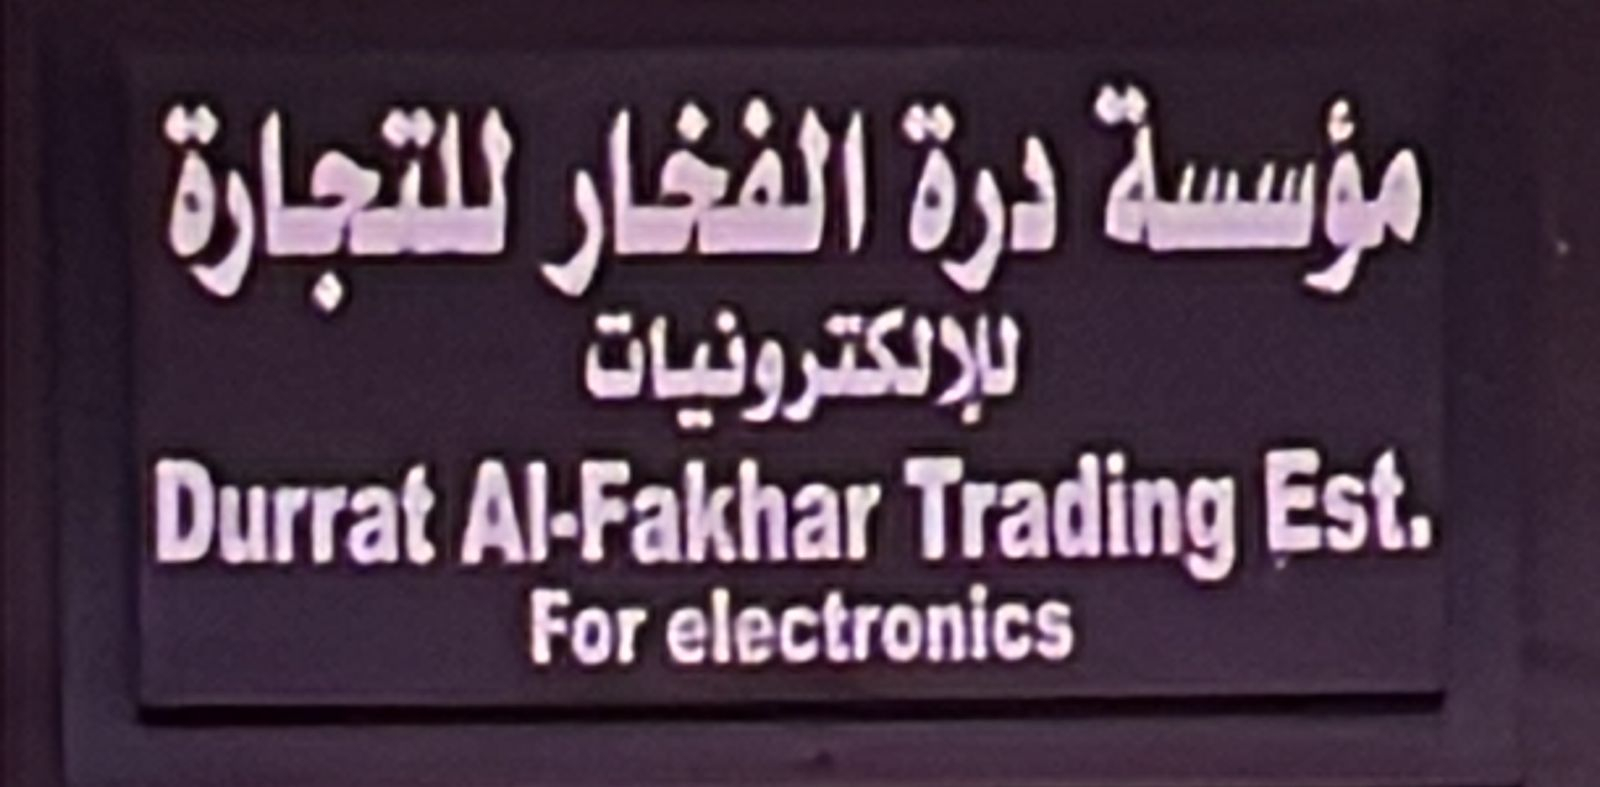 مؤسسة درة الفخار للتجارة
للإلكترونيات
Durrat Al-Fakhar Trading Est.
For electronics